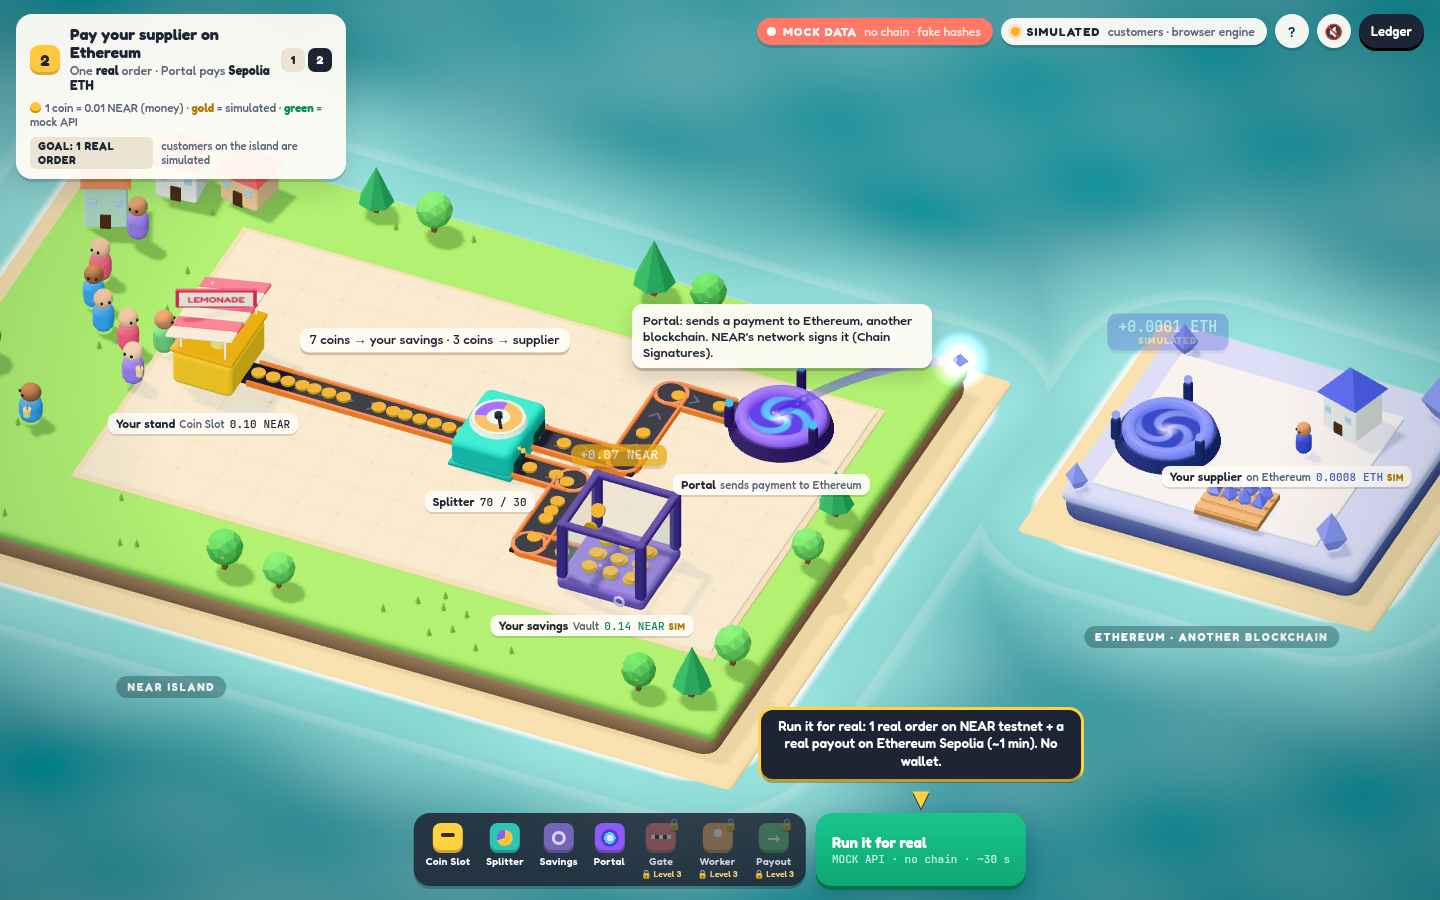 2
Pay your supplier on
Ethereum
One real order · Portal pays Sepolia
ETH
1 2
1 coin = 0.01 NEAR (money) · gold = simulated · green =
mock API
GOAL: 1 REAL
ORDER
customers on the island are
simulated
MOCK DATA no chain · fake hashes
SIMULATED customers · browser engine
?
Ledger
LEMONADE
7 coins → your savings · 3 coins → supplier
Portal: sends a payment to Ethereum, another
blockchain. NEAR's network signs it (Chain
Signatures).
+0.0001 ETH
SIMULATED
Your stand Coin Slot 0.10 NEAR
+0.07 NEAR
Splitter 70 / 30
Portal sends payment to Ethereum
Your supplier on Ethereum 0.0008 ETH SIM
Your savings Vault 0.14 NEAR SIM
ETHEREUM · ANOTHER BLOCKCHAIN
NEAR ISLAND
Run it for real: 1 real order on NEAR testnet + a
real payout on Ethereum Sepolia (~1 min). No
wallet.
Coin Slot
Splitter
Savings
Portal
Gate
Level 3
Worker
Level 3
Payout
Level 3
Run it for real
MOCK API · no chain · ~30 s